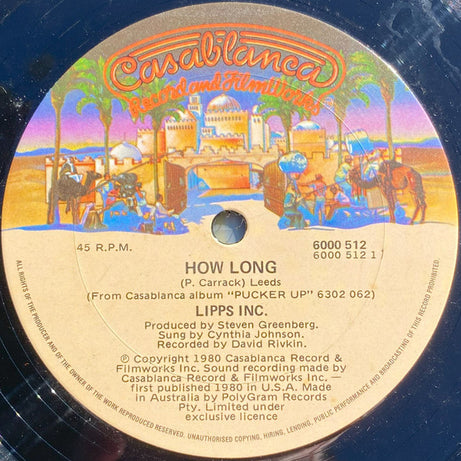 Casablanca
Record and FilmWorks
45 R.P.M.
6000 512
6000 512 1
HOW LONG
(P. Carrack) Leeds
(From Casablanca album "PUCKER UP" 6302 062)
LIPPS INC.
Produced by Steven Greenberg.
Sung by Cynthia Johnson.
Recorded by David Rivkin.
℗ Copyright 1980 Casablanca Record &
Filmworks Inc. Sound recording made by
Casablanca Record & Filmworks Inc. —
first published 1980 in U.S.A. Made
in Australia by PolyGram Records
Pty. Limited under
exclusive licence
ALL RIGHTS OF THE PRODUCER AND OF THE OWNER OF THE WORK REPRODUCED RESERVED. UNAUTHORISED COPYING, HIRING, LENDING, PUBLIC PERFORMANCE AND BROADCASTING OF THIS RECORD PROHIBITED.